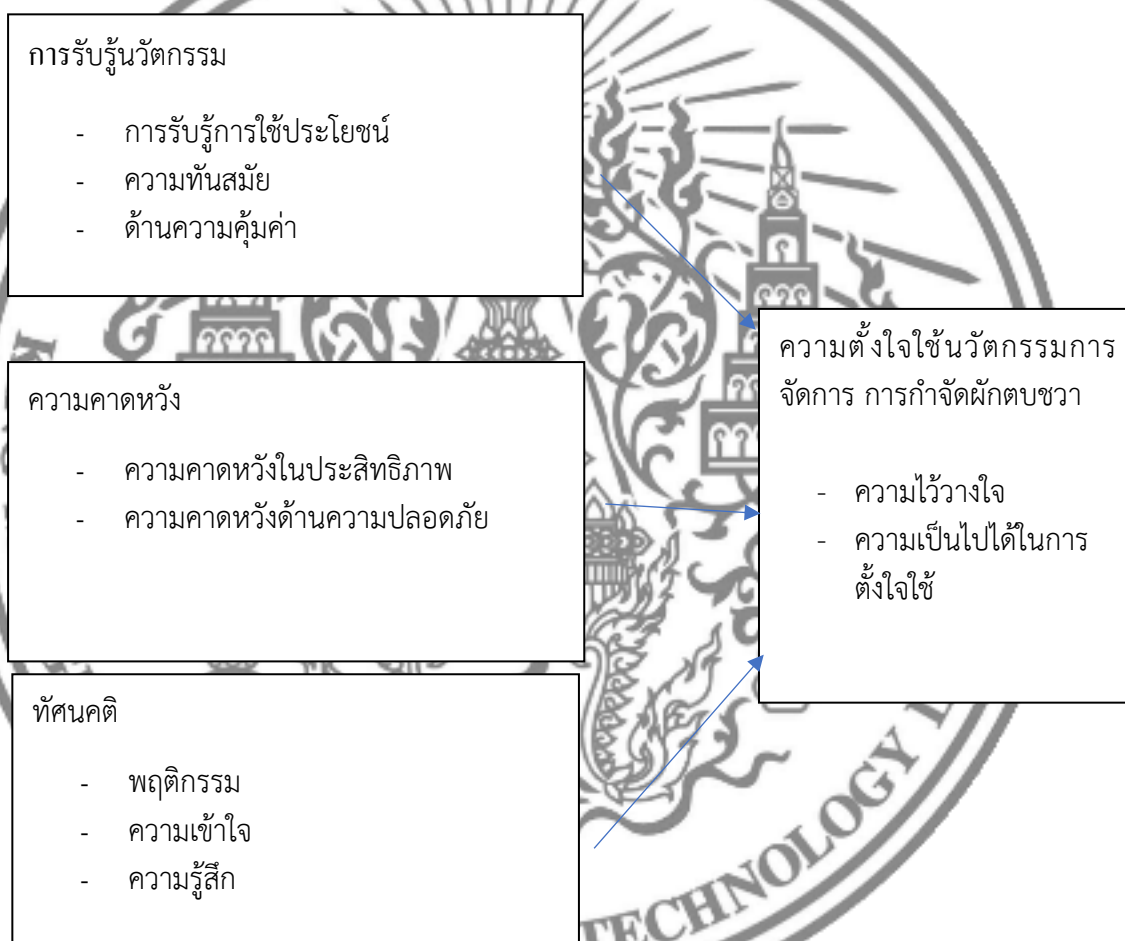 การรับรู้นวัตกรรม
- การรับรู้การใช้ประโยชน์
- ความทันสมัย
- ด้านความคุ้มค่า
ความคาดหวัง
- ความคาดหวังในประสิทธิภาพ
- ความคาดหวังด้านความปลอดภัย
ทัศนคติ
- พฤติกรรม
- ความเข้าใจ
- ความรู้สึก
ความตั้งใจใช้นวัตกรรมการ
จัดการ การกำจัดผักตบชวา
- ความไว้วางใจ
- ความเป็นไปได้ในการ
ตั้งใจใช้
TECHNOLOGY